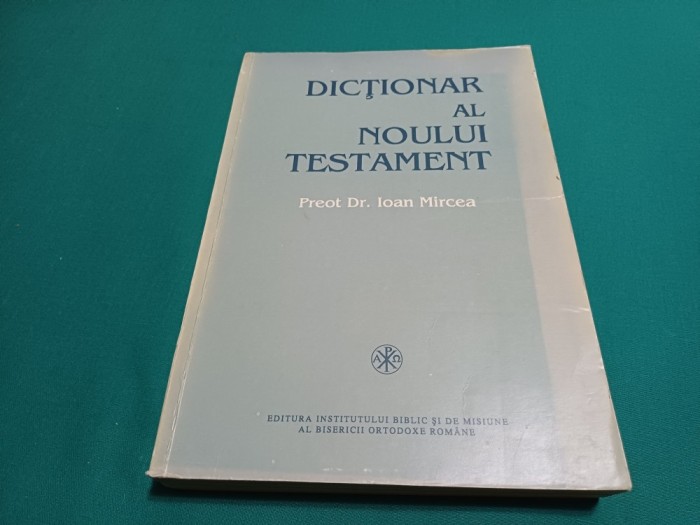 DICŢIONAR
AL
NOULUI
TESTAMENT
Preot Dr. Ioan Mircea
Α Ρ Ω
EDITURA INSTITUTULUI BIBLIC ŞI DE MISIUNE
AL BISERICII ORTODOXE ROMÂNE